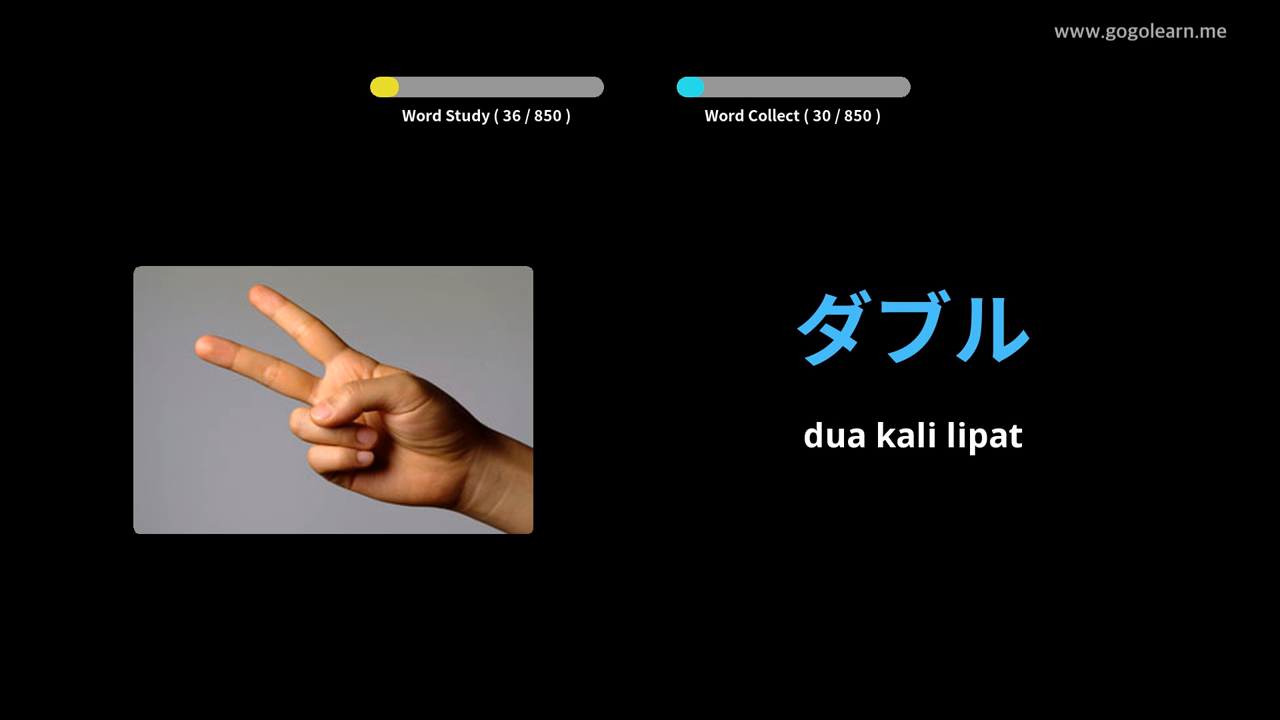 www.gogolearn.me
Word Study ( 36 / 850 )
Word Collect ( 30 / 850 )
ダブル
dua kali lipat